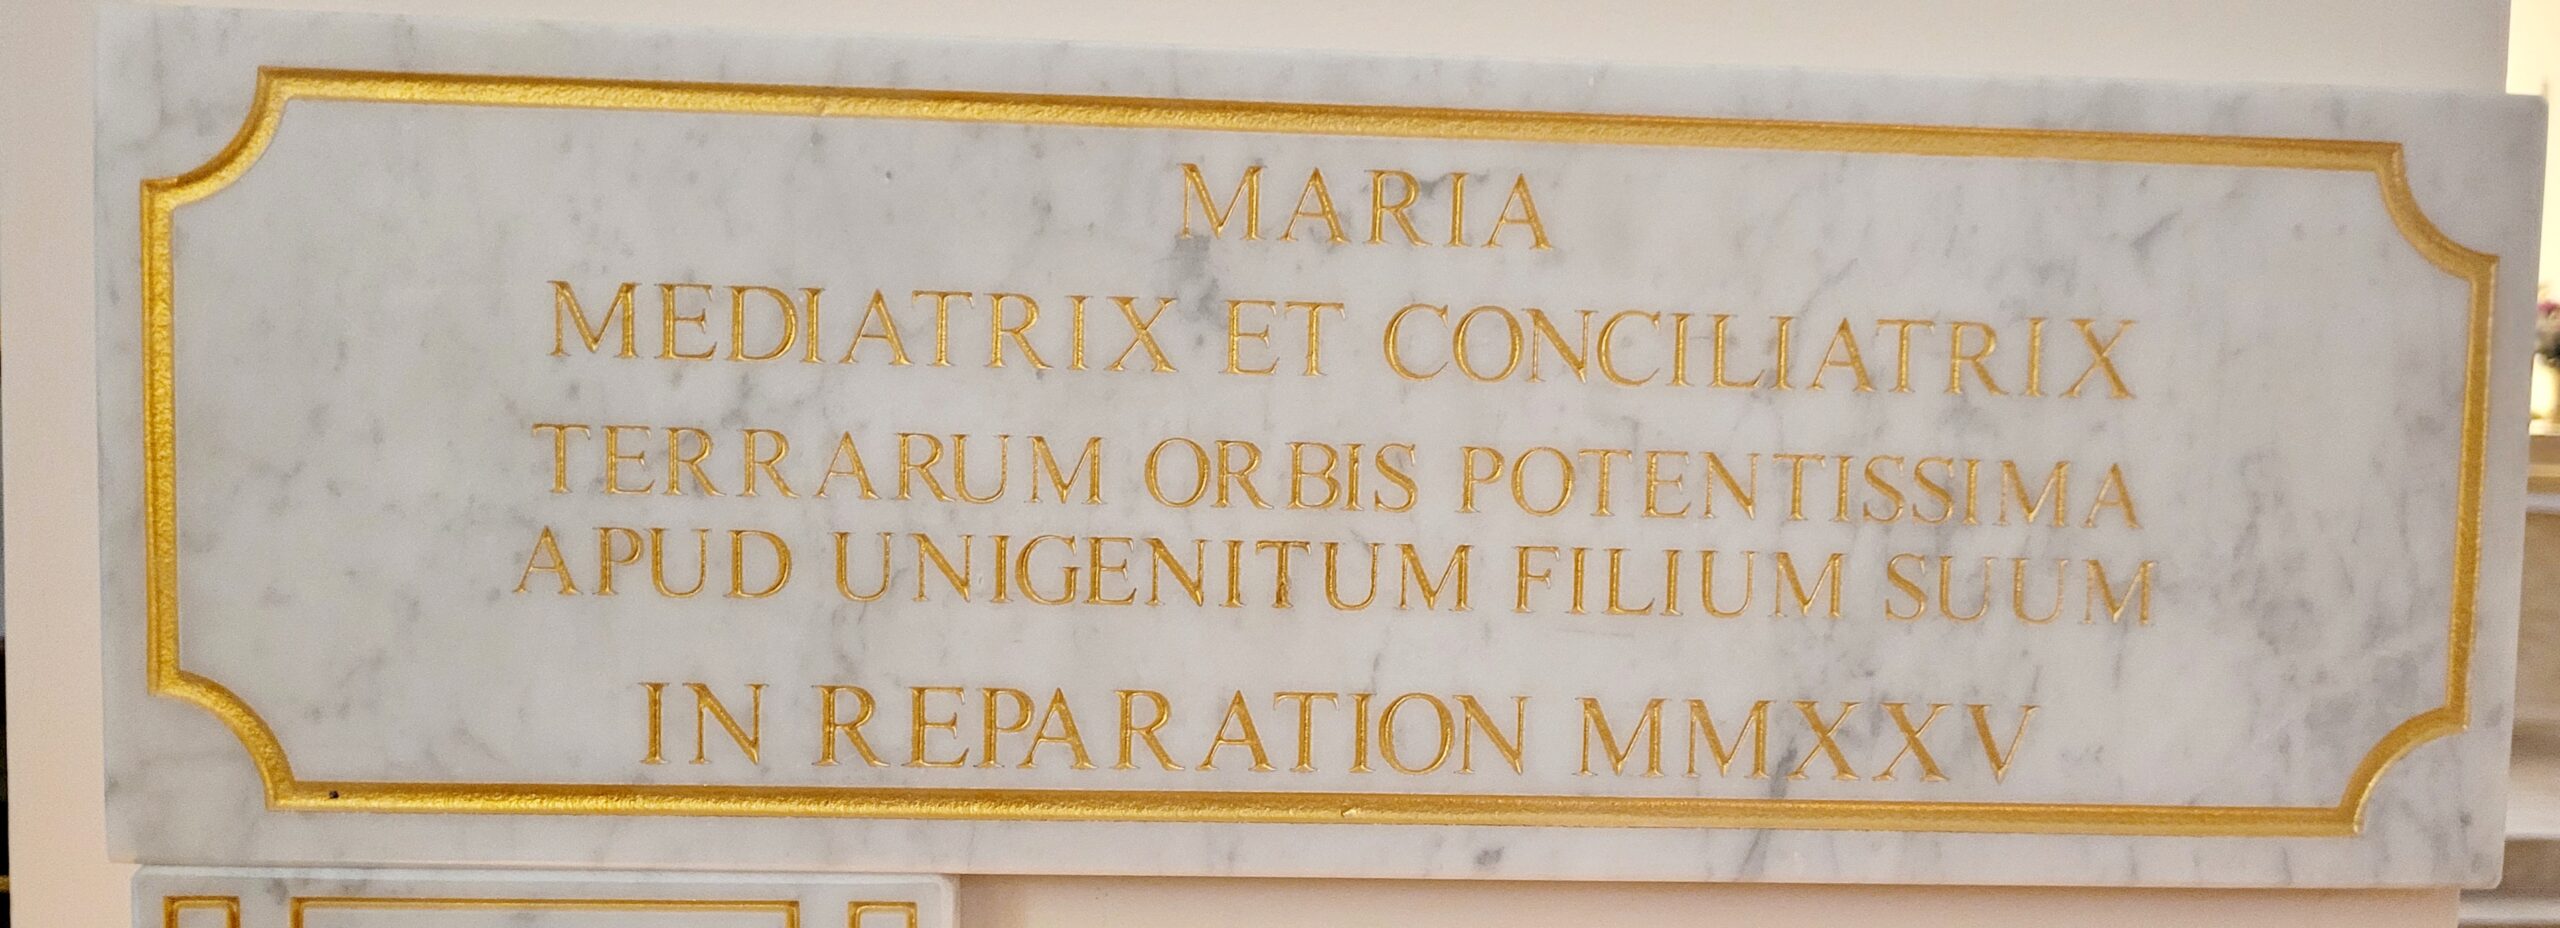 MARIA
MEDIATRIX ET CONCILIATRIX
TERRARUM ORBIS POTENTISSIMA
APUD UNIGENITUM FILIUM SUUM
IN REPARATION MMXXV